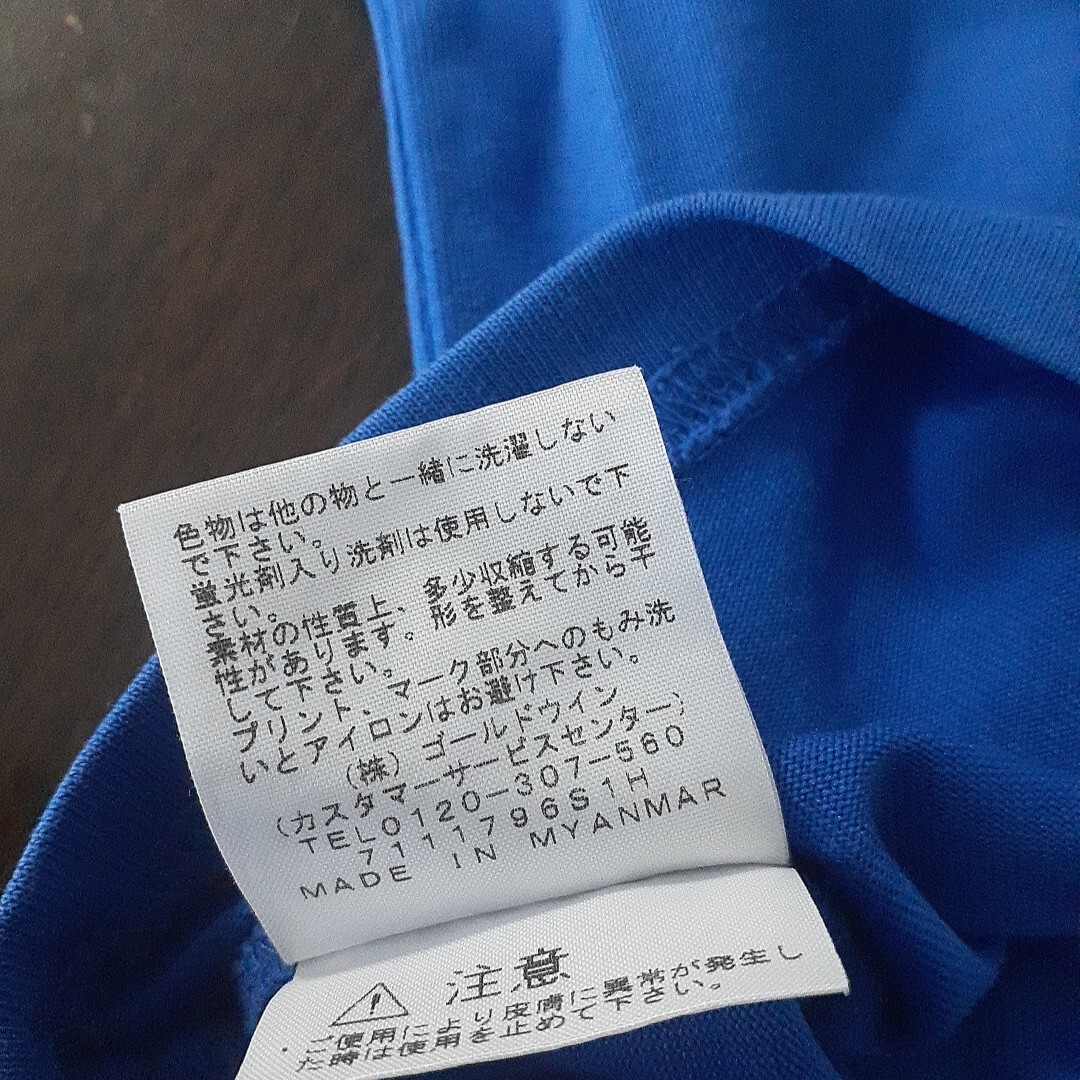 色物は他の物と一緒に洗濯しない
で下さい。
蛍光剤入り洗剤は使用しないで下
さい。
素材の性質上、多少収縮する可能
性があります。形を整えてから干
して下さい。
プリント、マーク部分へのもみ洗
いとアイロンはお避け下さい。
(株)ゴールドウイン
(カスタマーサービスセンター)
TEL0120-307-560
7111796S1H
MADE IN MYANMAR
注意
・ご使用により皮膚に異常が発生し
た時は使用を止めて下さい。